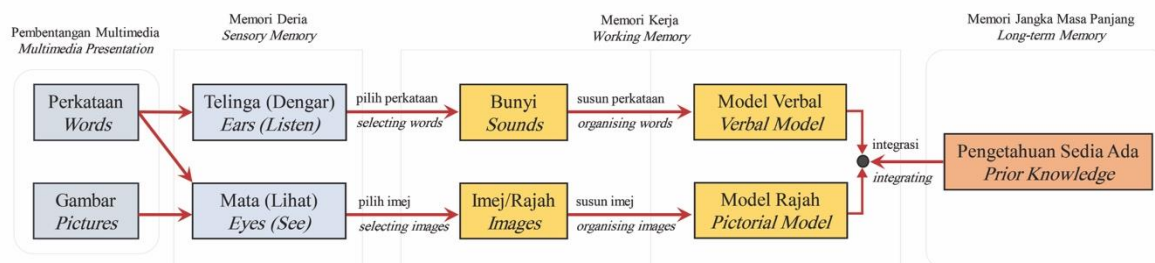 Pembentangan Multimedia
Multimedia Presentation
Memori Deria
Sensory Memory
Memori Kerja
Working Memory
Memori Jangka Masa Panjang
Long-term Memory
Perkataan
Words
Telinga (Dengar)
Ears (Listen)
pilih perkataan
selecting words
Bunyi
Sounds
susun perkataan
organising words
Model Verbal
Verbal Model
integrasi
integrating
Pengetahuan Sedia Ada
Prior Knowledge
Gambar
Pictures
Mata (Lihat)
Eyes (See)
pilih imej
selecting images
Imej/Rajah
Images
susun imej
organising images
Model Rajah
Pictorial Model